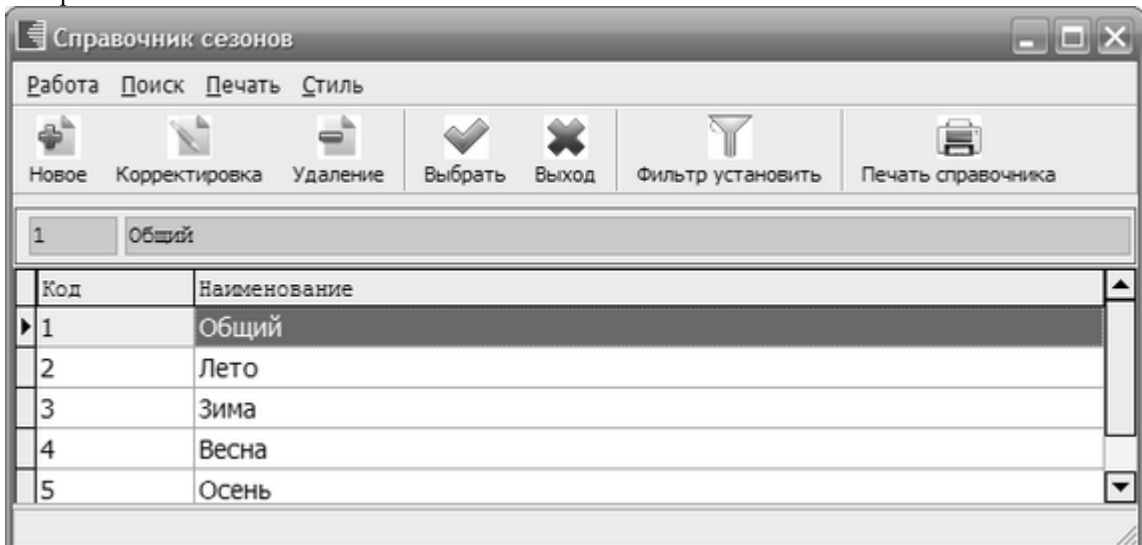 Справочник сезонов
Работа Поиск Печать Стиль
Новое Корректировка Удаление Выбрать Выход Фильтр установить Печать справочника
1 Общий
Код Наименование
1 Общий
2 Лето
3 Зима
4 Весна
5 Осень